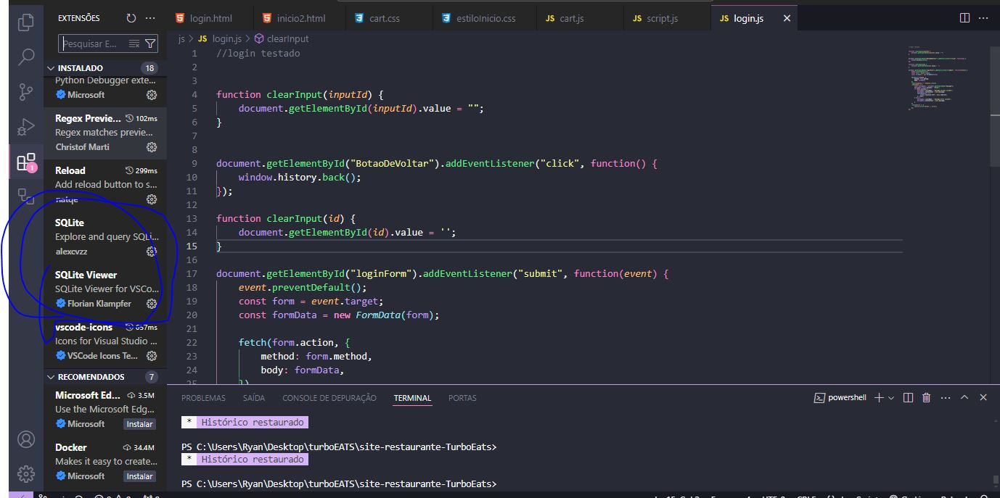 EXTENSÕES
login.html
inicio2.html
cart.css
estiloInicio.css
JS cart.js
JS script.js
JS login.js
Pesquisar E...
js > JS login.js > clearInput
INSTALADO 18
Python Debugger exte...
Microsoft
Regex Previe... 102ms
Regex matches previe...
Christof Marti
Reload 299ms
Add reload button to s...
natqe
SQLite
Explore and query SQLi...
alexcvzz
SQLite Viewer
SQLite Viewer for VSCo...
Florian Klampfer
vscode-icons 657ms
Icons for Visual Studio ...
VSCode Icons Te...
RECOMENDADOS 7
Microsoft Ed... 3.5M
Use the Microsoft Edg...
Microsoft Instalar
Docker 34.4M
Makes it easy to create...
Microsoft Instalar
1
1 //login testado
2
3
4 function clearInput(inputId) {
5 document.getElementById(inputId).value = "";
6 }
7
8
9 document.getElementById("BotaoDeVoltar").addEventListener("click", function() {
10 window.history.back();
11 });
12
13 function clearInput(id) {
14 document.getElementById(id).value = '';
15 }
16
17 document.getElementById("loginForm").addEventListener("submit", function(event) {
18 event.preventDefault();
19 const form = event.target;
20 const formData = new FormData(form);
21
22 fetch(form.action, {
23 method: form.method,
24 body: formData,
25 })
PROBLEMAS SAÍDA CONSOLE DE DEPURAÇÃO TERMINAL PORTAS
powershell
* Histórico restaurado
PS C:\Users\Ryan\Desktop\turboEATS\site-restaurante-TurboEats>
* Histórico restaurado
PS C:\Users\Ryan\Desktop\turboEATS\site-restaurante-TurboEats>